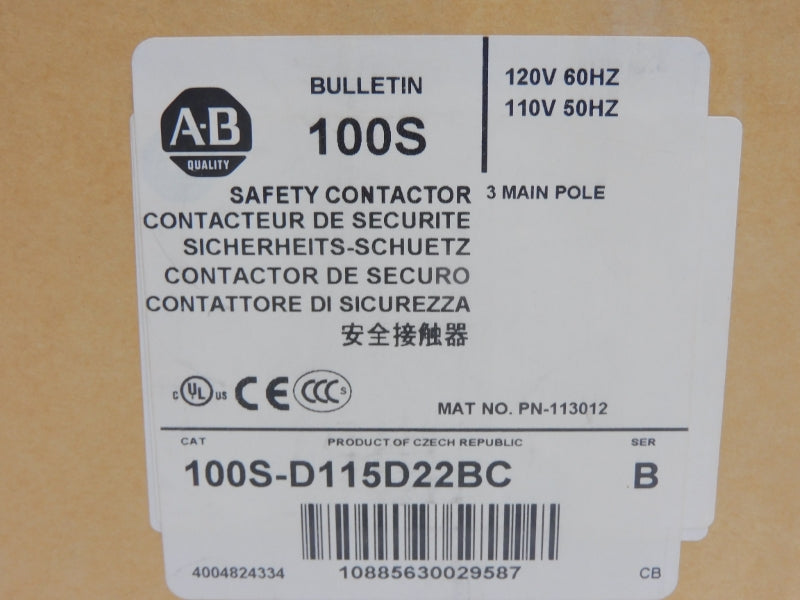 A-B
QUALITY
BULLETIN
100S
120V 60HZ
110V 50HZ
SAFETY CONTACTOR
3 MAIN POLE
CONTACTEUR DE SECURITE
SICHERHEITS-SCHUETZ
CONTACTOR DE SECURO
CONTATTORE DI SICUREZZA
安全接触器
C UL US CE CCC S
MAT NO. PN-113012
CAT PRODUCT OF CZECH REPUBLIC SER
100S-D115D22BC B
4004824334 10885630029587 CB